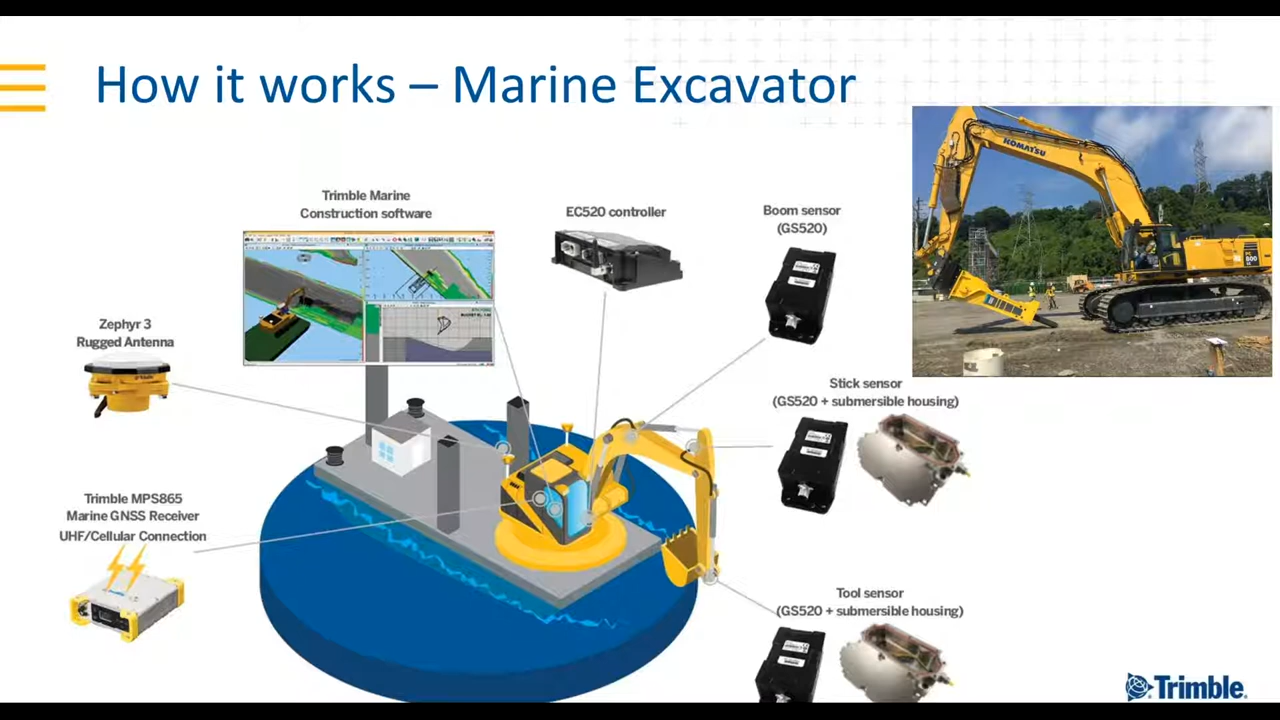 How it works – Marine Excavator
Trimble Marine
Construction software
EC520 controller
Boom sensor
(GS520)
KOMATSU
800
Zephyr 3
Rugged Antenna
Stick sensor
(GS520 + submersible housing)
Trimble MPS865
Marine GNSS Receiver
UHF/Cellular Connection
Tool sensor
(GS520 + submersible housing)
Trimble